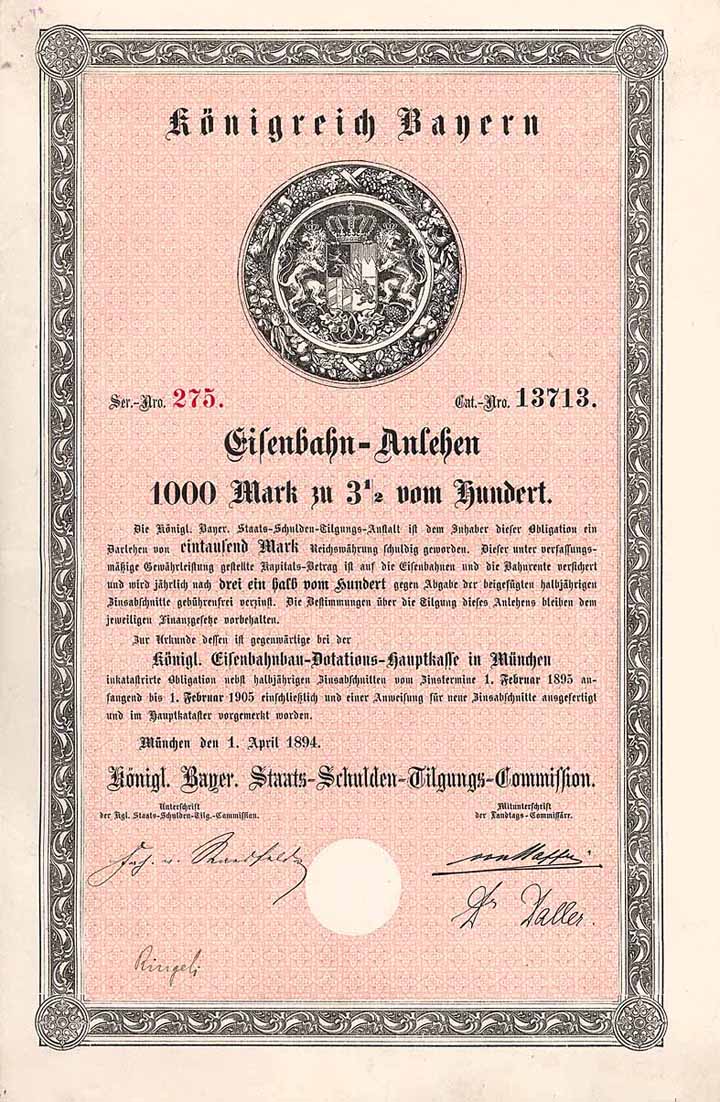 Königreich Bayern
Ser.-Nro. 275. Cat.-Nro. 13713.
Eisenbahn-Anlehen
1000 Mark zu 3 1/2 vom Hundert.
Die Königl. Bayer. Staats-Schulden-Tilgungs-Anstalt ist dem Inhaber dieser Obligation ein
Darlehen von eintausend Mark Reichswährung schuldig geworden. Dieser unter verfassungs-
mäßige Gewährleistung gestellte Kapitals-Betrag ist auf die Eisenbahnen und die Bahnrente versichert
und wird jährlich nach drei ein halb vom Hundert gegen Abgabe der beigefügten halbjährigen
Zinsabschnitte gebührenfrei verzinst. Die Bestimmungen über die Tilgung dieses Anlehens bleiben dem
jeweiligen Finanzgesetze vorbehalten.
Zur Urkunde dessen ist gegenwärtige bei der
Königl. Eisenbahnbau-Dotations-Hauptkasse in München
inkatastrirte Obligation nebst halbjährigen Zinsabschnitten vom Zinstermine 1. Februar 1895 an-
fangend bis 1. Februar 1905 einschließlich und einer Anweisung für neue Zinsabschnitte ausgefertigt
und im Hauptkataster vorgemerkt worden.
München den 1. April 1894.
Königl. Bayer. Staats-Schulden-Tilgungs-Commission.
Unterschrift Mitunterschrift
der Kgl. Staats-Schulden-Tilg.-Commission. der Landtags-Commissäre.
von Maffei
Dr Daller.